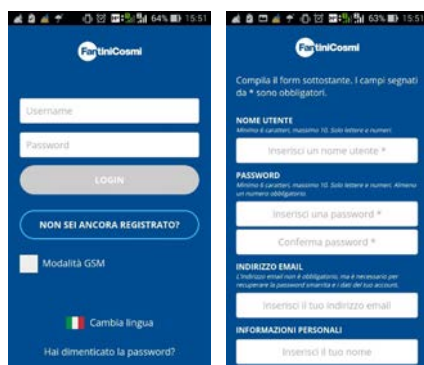 64% 15:51
FantiniCosmi
Username
Password
LOGIN
NON SEI ANCORA REGISTRATO?
Modalità GSM
Cambia lingua
Hai dimenticato la password?
63% 15:51
FantiniCosmi
Compila il form sottostante. I campi segnati
da * sono obbligatori.
NOME UTENTE
Minimo 6 caratteri, massimo 10. Solo lettere e numeri.
Inserisci un nome utente *
PASSWORD
Minimo 6 caratteri, massimo 10. Solo lettere e numeri. Almeno
un numero obbligatorio.
Inserisci una password *
Conferma password *
INDIRIZZO EMAIL
L'indirizzo email non è obbligatorio, ma è necessario per
recuperare la password smarrita e i dati del tuo account.
Inserisci il tuo indirizzo email
INFORMAZIONI PERSONALI
Inserisci il tuo nome